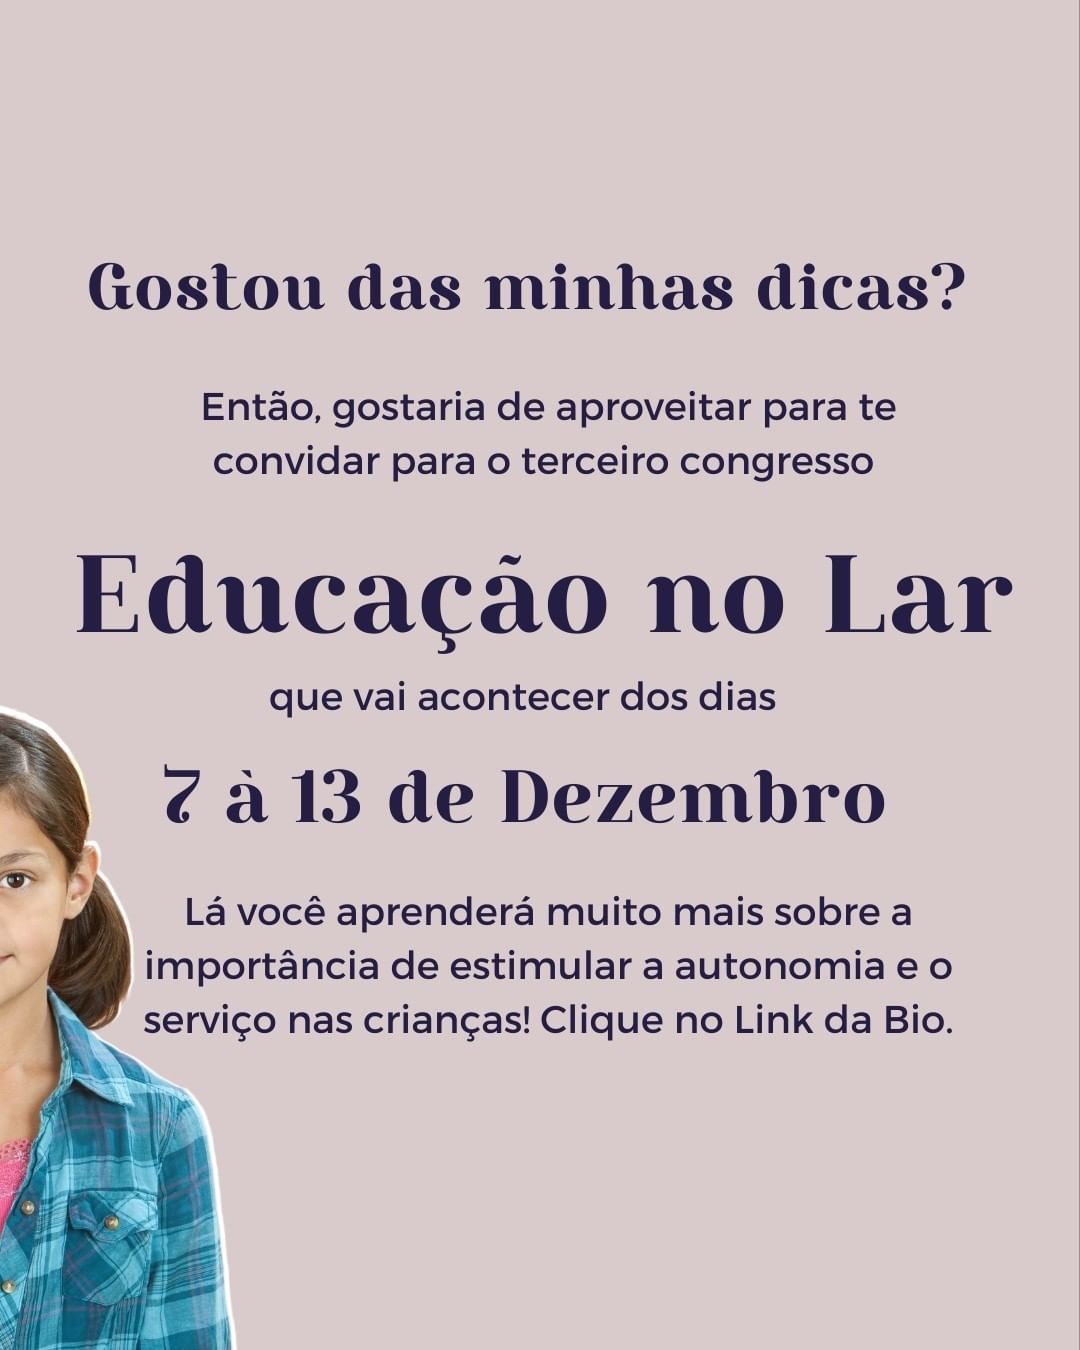 Gostou das minhas dicas?
Então, gostaria de aproveitar para te
convidar para o terceiro congresso
Educação no Lar
que vai acontecer dos dias
7 à 13 de Dezembro
Lá você aprenderá muito mais sobre a
importância de estimular a autonomia e o
serviço nas crianças! Clique no Link da Bio.